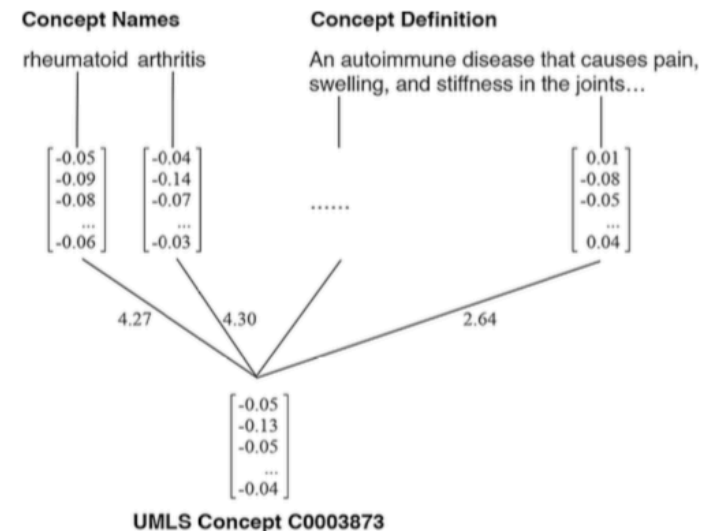 Concept Names
Concept Definition
rheumatoid arthritis
An autoimmune disease that causes pain,
swelling, and stiffness in the joints...
-0.05 -0.04 0.01
-0.09 -0.14 -0.08
-0.08 -0.07 ...... -0.05
... ... ...
-0.06 -0.03 0.04
4.27 4.30 2.64
-0.05
-0.13
-0.05
...
-0.04
UMLS Concept C0003873